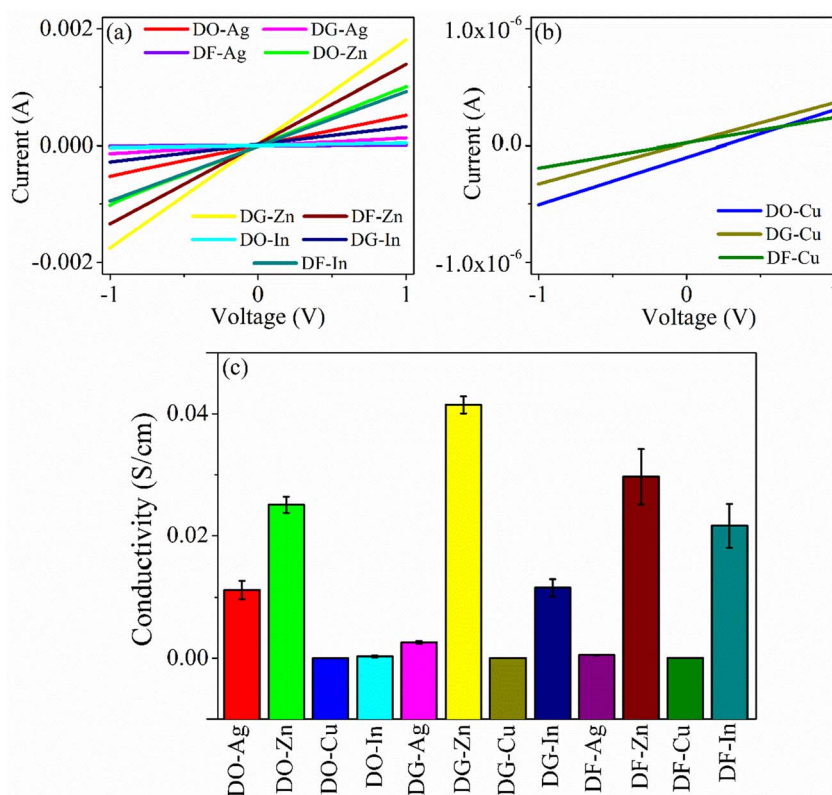 (a)
DO-Ag
DG-Ag
DF-Ag
DO-Zn
DG-Zn
DF-Zn
DO-In
DG-In
DF-In
0.002
0.000
-0.002
Current (A)
-1
0
1
Voltage (V)
(b)
1.0x10⁻⁶
0.0
-1.0x10⁻⁶
Current (A)
DO-Cu
DG-Cu
DF-Cu
-1
0
1
Voltage (V)
(c)
0.04
0.02
0.00
Conductivity (S/cm)
DO-Ag
DO-Zn
DO-Cu
DO-In
DG-Ag
DG-Zn
DG-Cu
DG-In
DF-Ag
DF-Zn
DF-Cu
DF-In